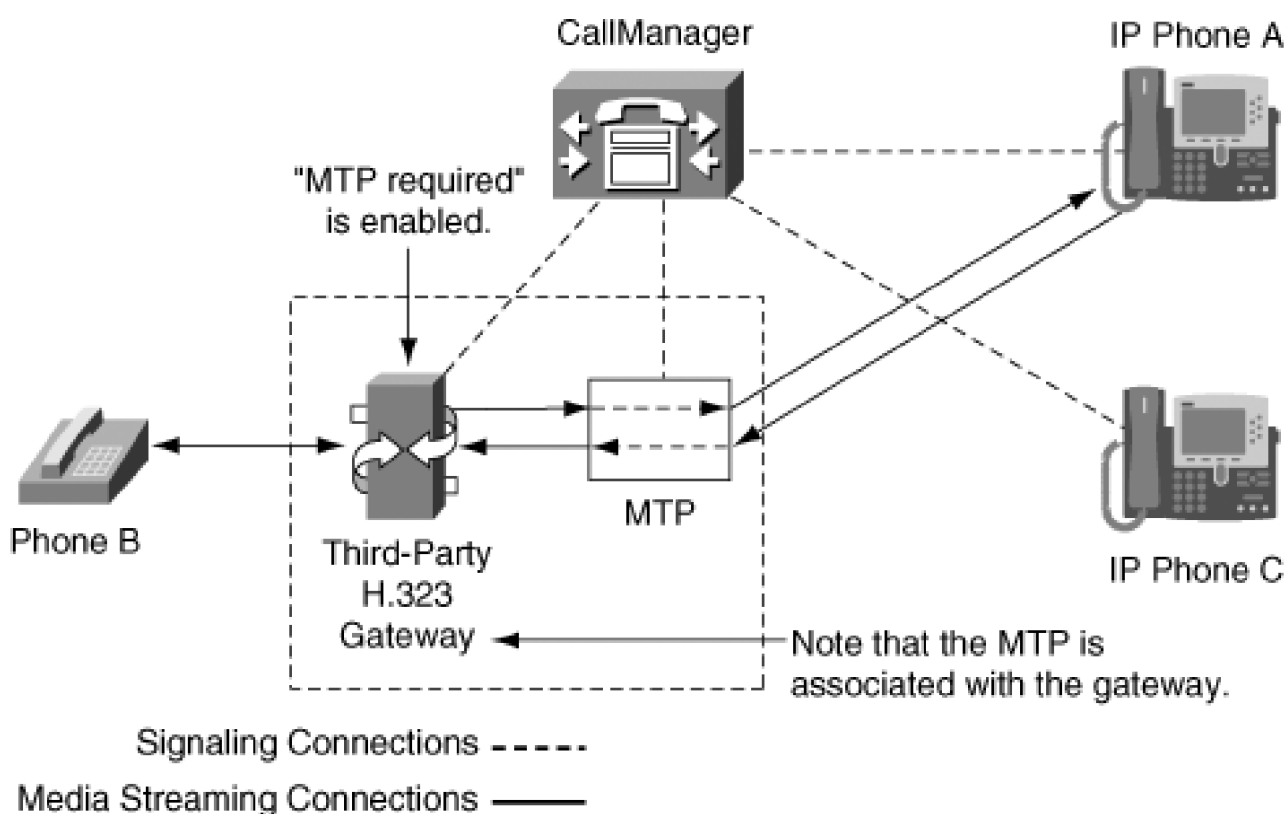 CallManager
IP Phone A
"MTP required"
is enabled.
Phone B
MTP
Third-Party
H.323
Gateway
IP Phone C
Note that the MTP is
associated with the gateway.
Signaling Connections
Media Streaming Connections